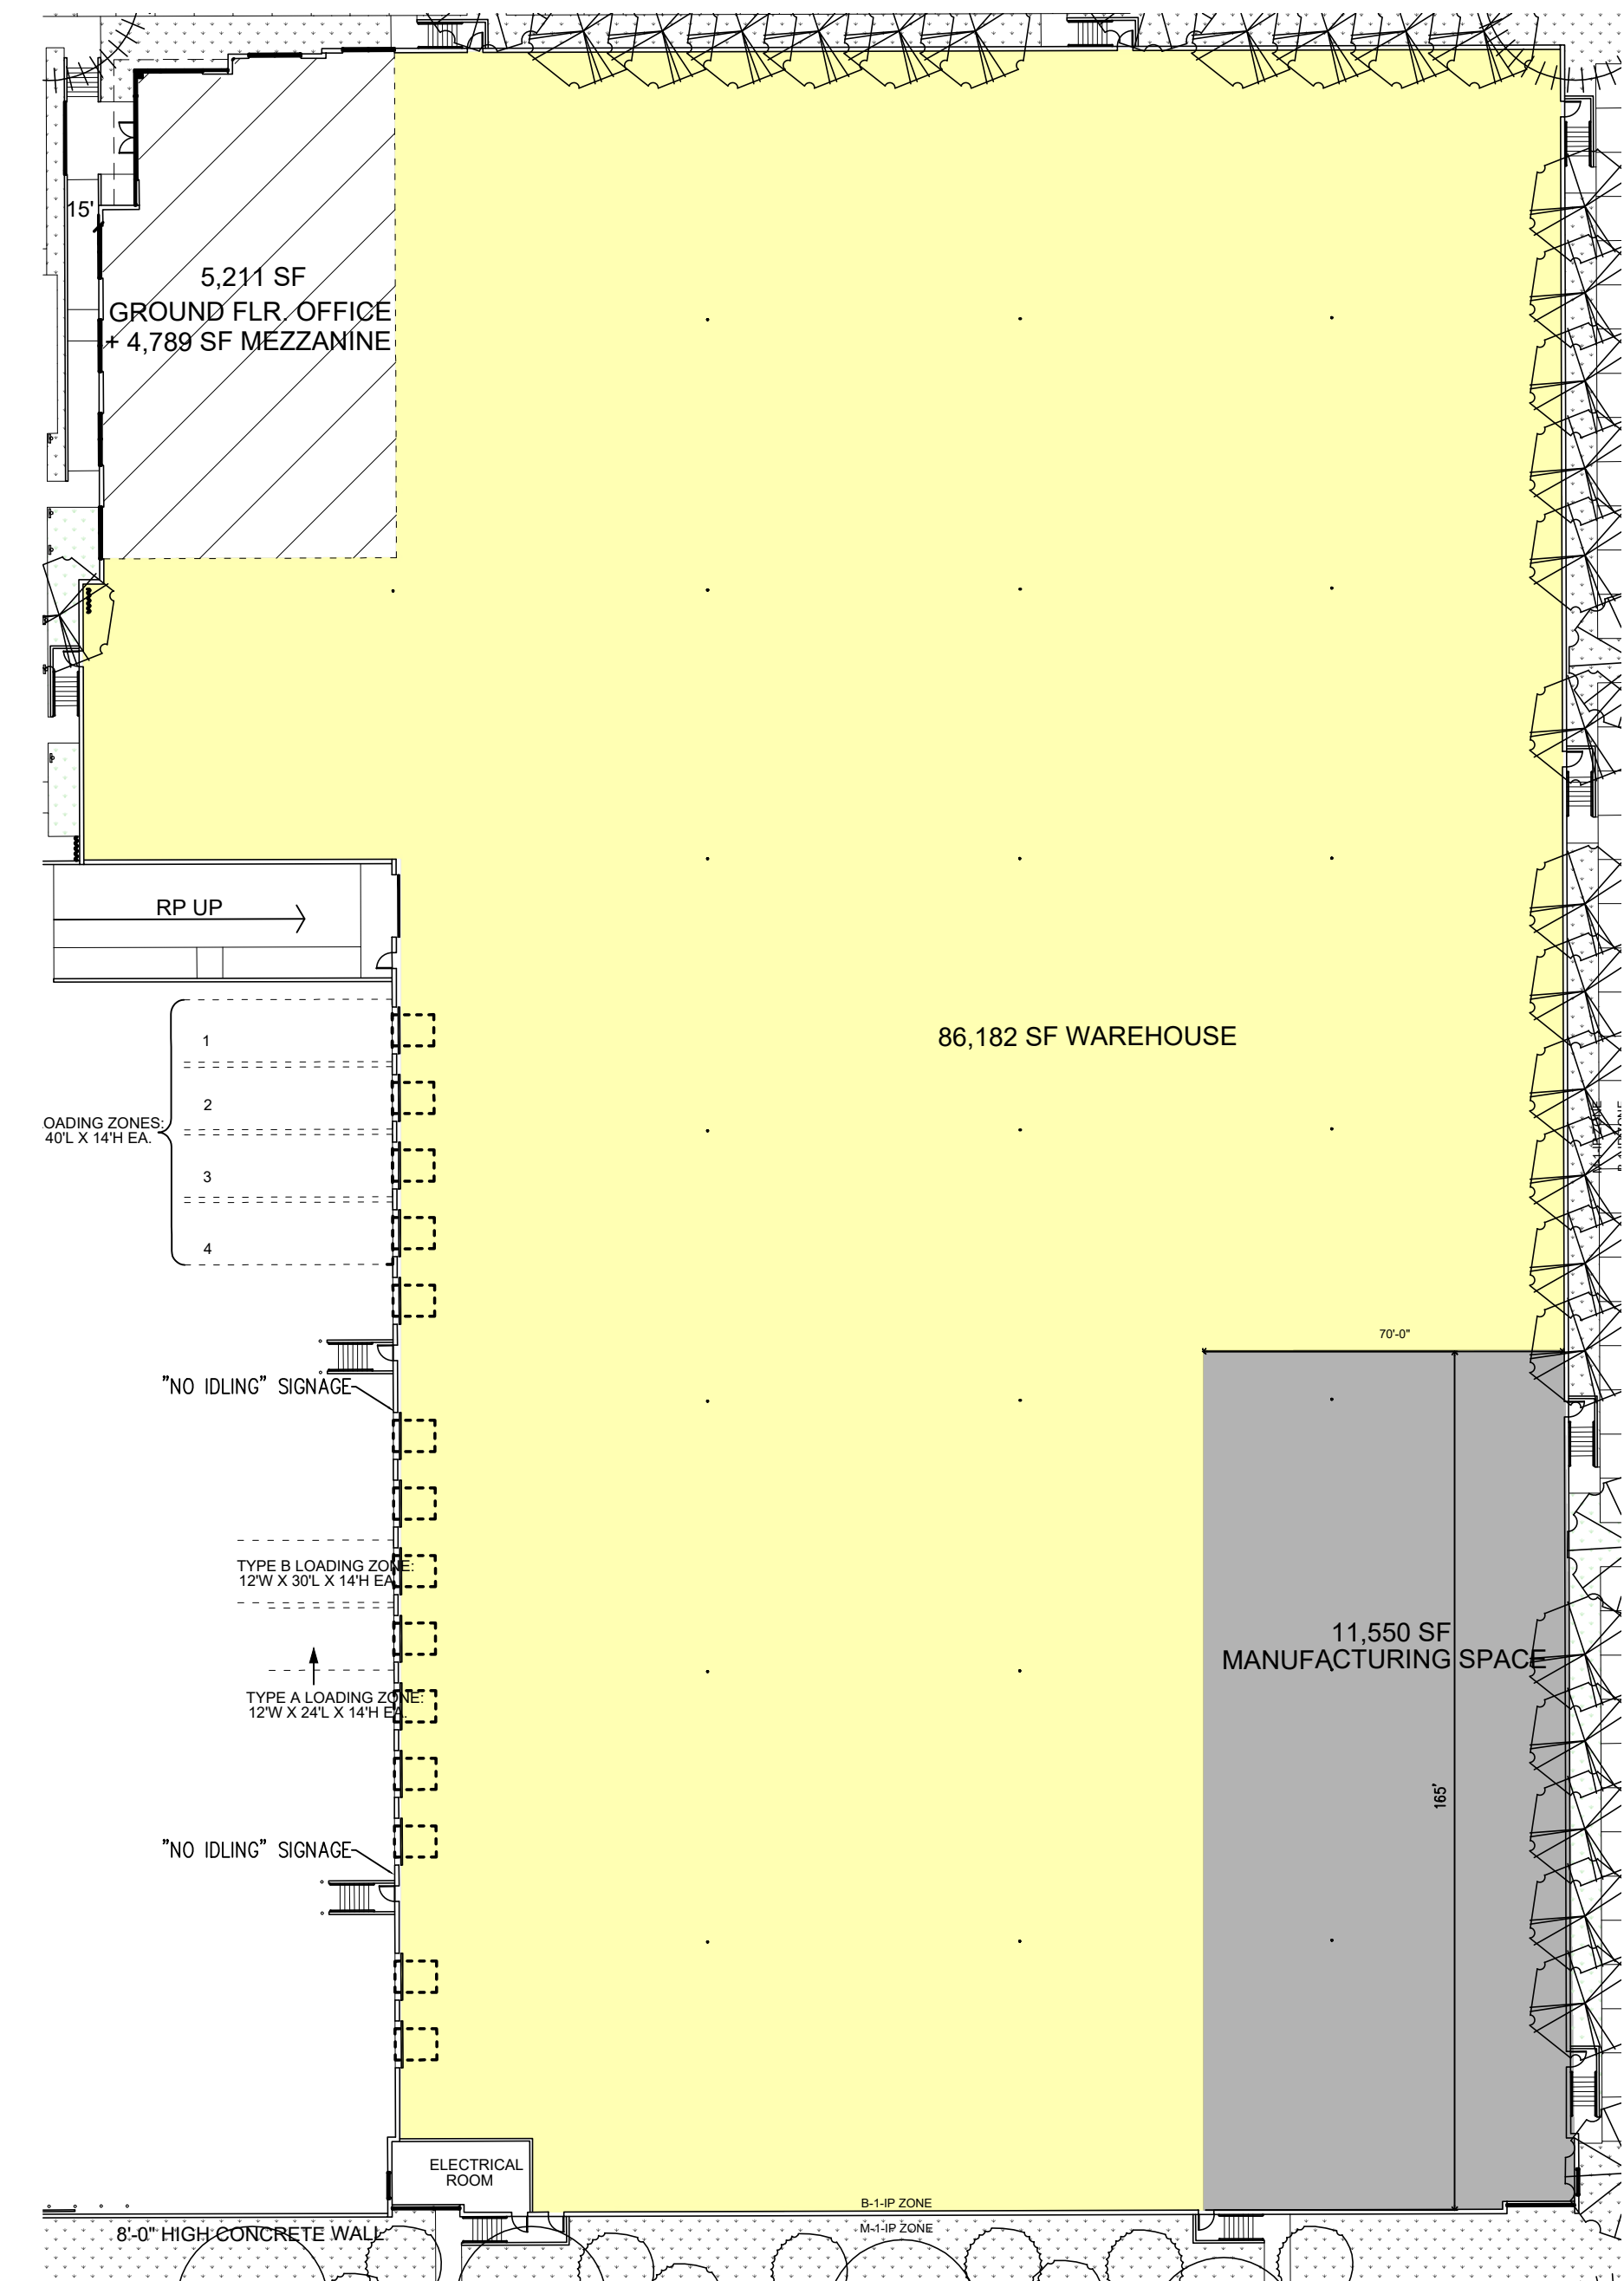 15'
5,211 SF
GROUND FLR. OFFICE
+ 4,789 SF MEZZANINE
RP UP
1
86,182 SF WAREHOUSE
2
OADING ZONES:
40'L X 14'H EA.
3
4
70'-0"
"NO IDLING" SIGNAGE
TYPE B LOADING ZONE:
12'W X 30'L X 14'H EA.
11,550 SF
MANUFACTURING SPACE
TYPE A LOADING ZONE:
12'W X 24'L X 14'H EA.
165'
"NO IDLING" SIGNAGE
ELECTRICAL
ROOM
B-1-IP ZONE
M-1-IP ZONE
8'-0" HIGH CONCRETE WALL